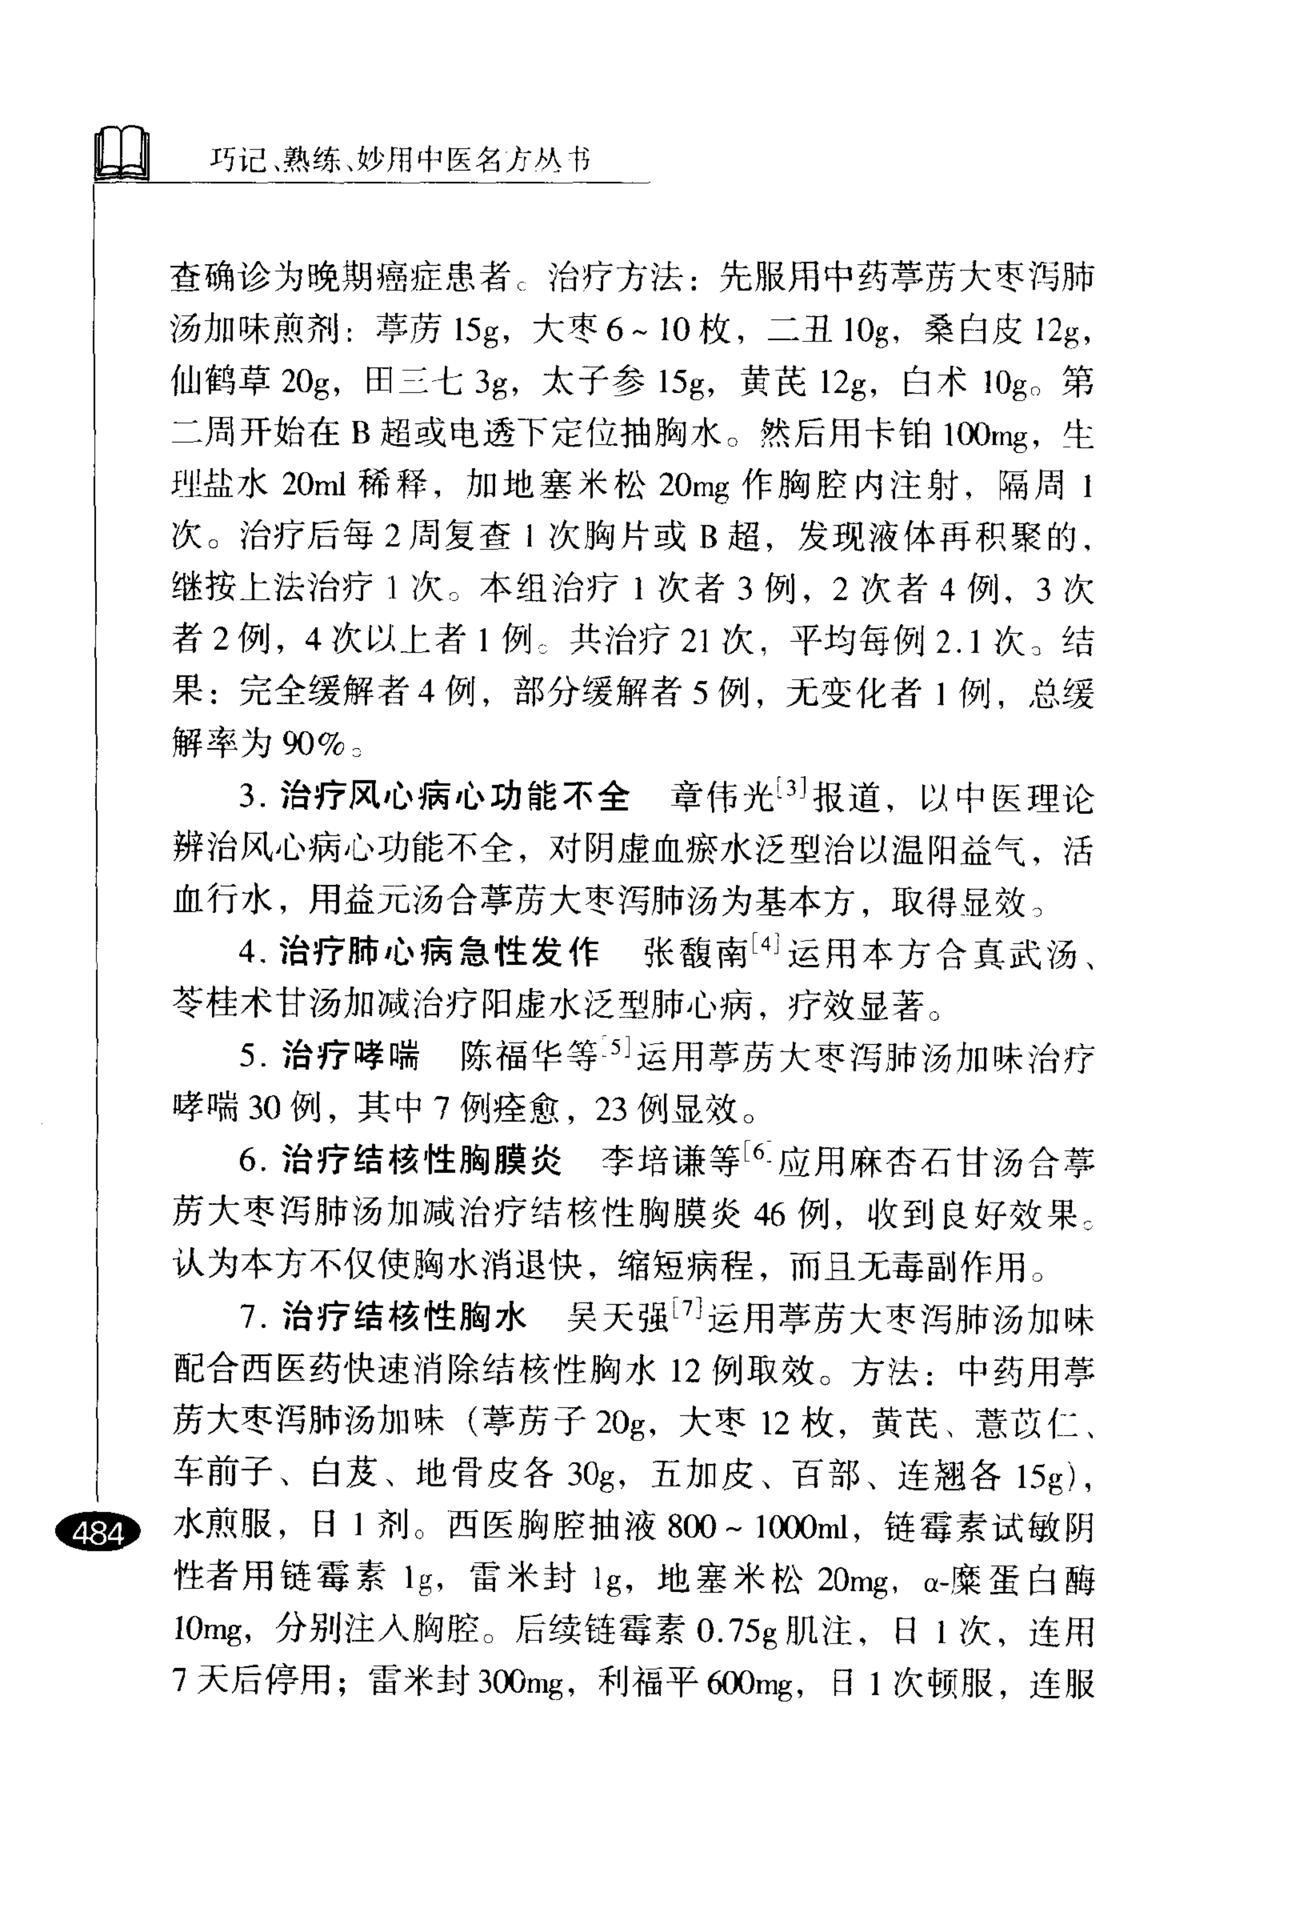 巧记、熟练、妙用中医名方丛书
查确诊为晚期癌症患者。治疗方法：先服用中药葶苈大枣泻肺
汤加味煎剂：葶苈 15g，大枣 6～10 枚，二丑 10g，桑白皮 12g，
仙鹤草 20g，田三七 3g，太子参 15g，黄芪 12g，白术 10g。第
二周开始在 B 超或电透下定位抽胸水。然后用卡铂 100mg，生
理盐水 20ml 稀释，加地塞米松 20mg 作胸腔内注射，隔周 1
次。治疗后每 2 周复查 1 次胸片或 B 超，发现液体再积聚的，
继按上法治疗 1 次。本组治疗 1 次者 3 例，2 次者 4 例，3 次
者 2 例，4 次以上者 1 例。共治疗 21 次，平均每例 2.1 次。结
果：完全缓解者 4 例，部分缓解者 5 例，无变化者 1 例，总缓
解率为 90%。
3. 治疗风心病心功能不全　章伟光[3]报道，以中医理论
辨治风心病心功能不全，对阴虚血瘀水泛型治以温阳益气，活
血行水，用益元汤合葶苈大枣泻肺汤为基本方，取得显效。
4. 治疗肺心病急性发作　张馥南[4]运用本方合真武汤、
苓桂术甘汤加减治疗阳虚水泛型肺心病，疗效显著。
5. 治疗哮喘　陈福华等[5]运用葶苈大枣泻肺汤加味治疗
哮喘 30 例，其中 7 例痊愈，23 例显效。
6. 治疗结核性胸膜炎　李培谦等[6]应用麻杏石甘汤合葶
苈大枣泻肺汤加减治疗结核性胸膜炎 46 例，收到良好效果。
认为本方不仅使胸水消退快，缩短病程，而且无毒副作用。
7. 治疗结核性胸水　吴天强[7]运用葶苈大枣泻肺汤加味
配合西医药快速消除结核性胸水 12 例取效。方法：中药用葶
苈大枣泻肺汤加味（葶苈子 20g，大枣 12 枚，黄芪、薏苡仁、
车前子、白芨、地骨皮各 30g，五加皮、百部、连翘各 15g），
水煎服，日 1 剂。西医胸腔抽液 800～1000ml，链霉素试敏阴
性者用链霉素 1g，雷米封 1g，地塞米松 20mg，α-糜蛋白酶
10mg，分别注入胸腔。后续链霉素 0.75g 肌注，日 1 次，连用
7 天后停用；雷米封 300mg，利福平 600mg，日 1 次顿服，连服
484